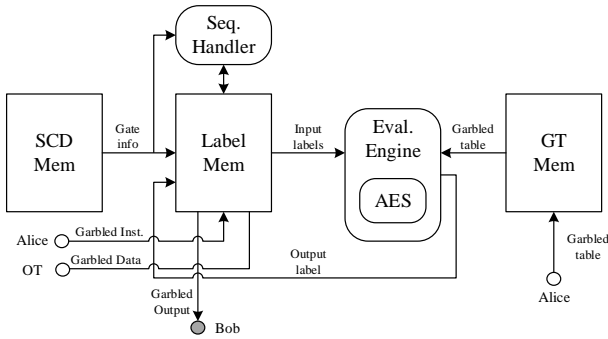 Seq.
Handler
SCD
Mem
Gate
info
Label
Mem
Input
labels
Eval.
Engine
AES
Garbled
table
GT
Mem
Alice
Garbled Inst.
OT
Garbled Data
Output
label
Garbled
table
Garbled
Output
Alice
Bob